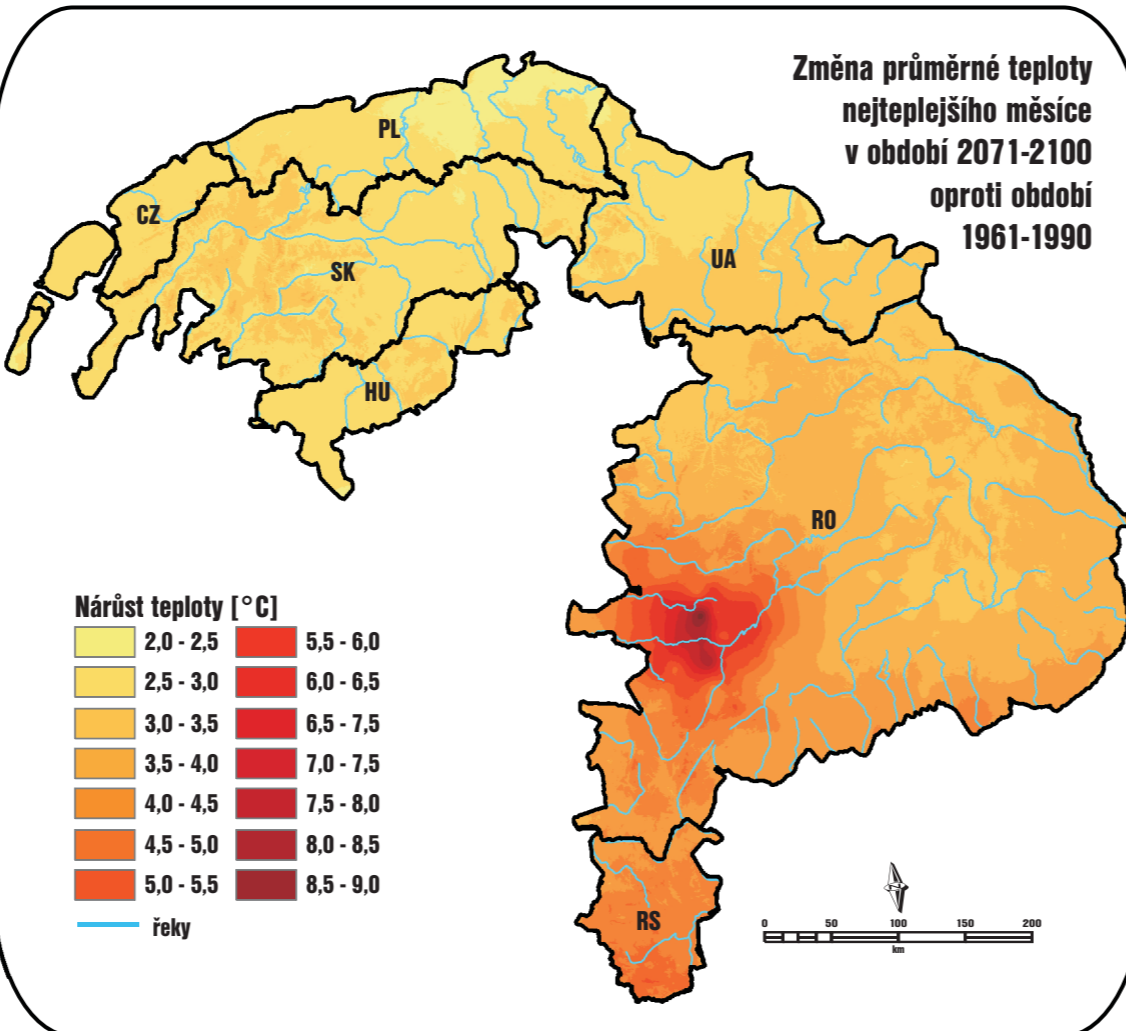 Změna průměrné teploty
nejteplejšího měsíce
v období 2071-2100
oproti období
1961-1990
PL
CZ
SK
UA
HU
RO
RS
Nárůst teploty [°C]
2,0 - 2,5
2,5 - 3,0
3,0 - 3,5
3,5 - 4,0
4,0 - 4,5
4,5 - 5,0
5,0 - 5,5
5,5 - 6,0
6,0 - 6,5
6,5 - 7,5
7,0 - 7,5
7,5 - 8,0
8,0 - 8,5
8,5 - 9,0
řeky
0 50 100 150 200
km